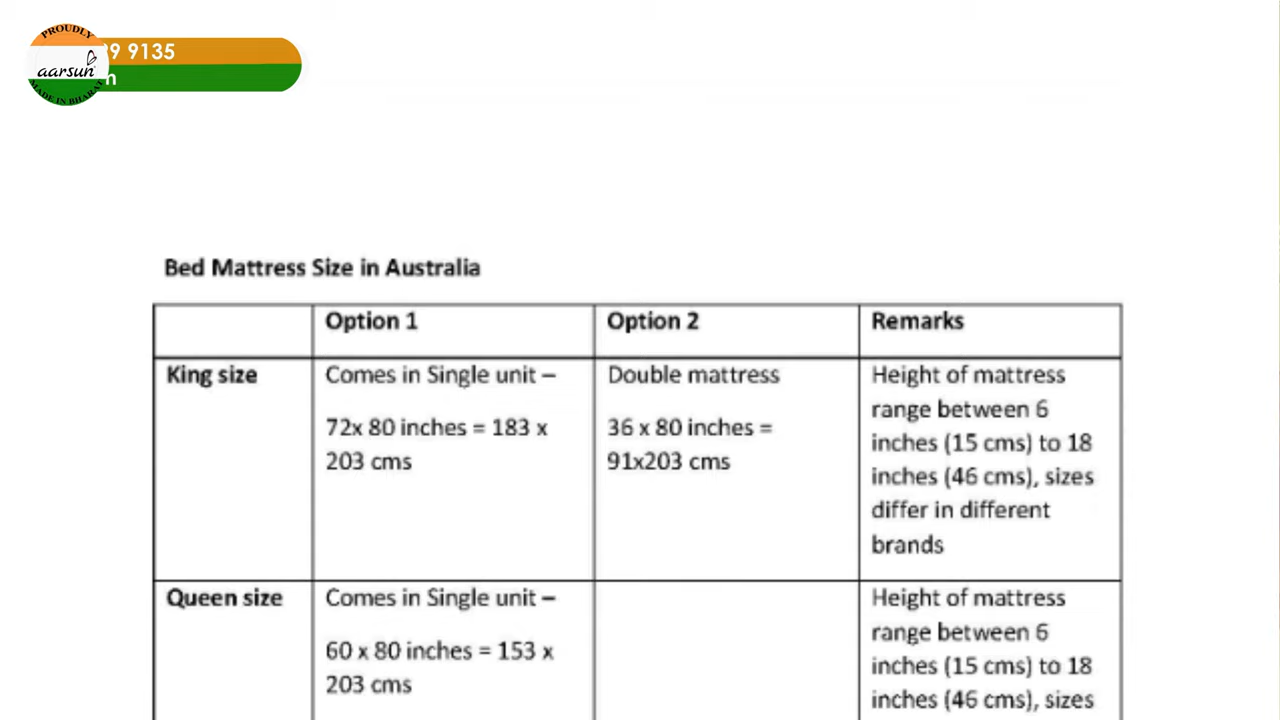 PROUDLY
aarsun
MADE IN BHARAT
9 9135
Bed Mattress Size in Australia
Option 1
Option 2
Remarks
King size
Comes in Single unit –
72x 80 inches = 183 x
203 cms
Double mattress
36 x 80 inches =
91x203 cms
Height of mattress
range between 6
inches (15 cms) to 18
inches (46 cms), sizes
differ in different
brands
Queen size
Comes in Single unit –
60 x 80 inches = 153 x
203 cms
Height of mattress
range between 6
inches (15 cms) to 18
inches (46 cms), sizes